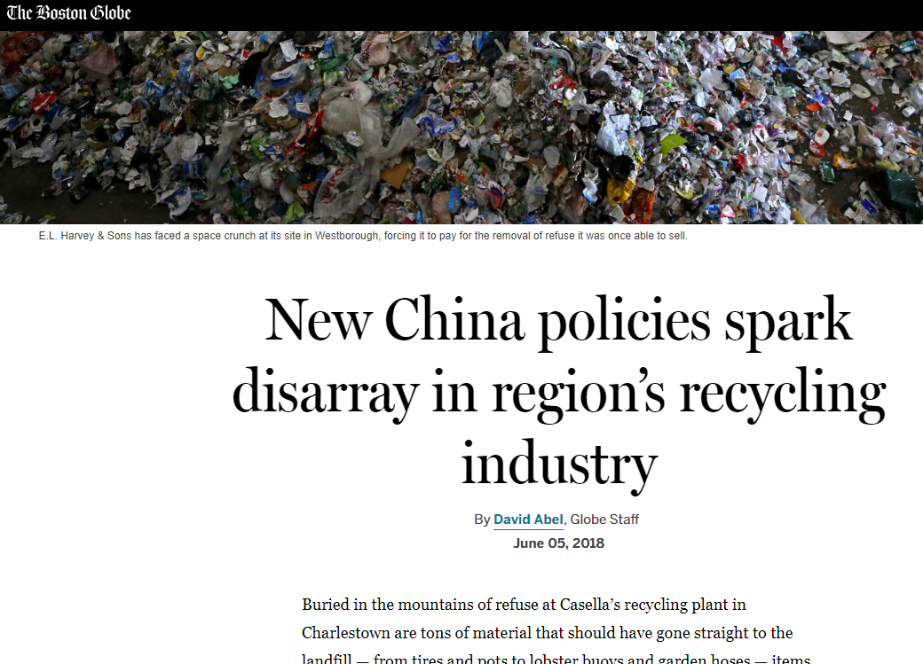 The Boston Globe
E.L. Harvey & Sons has faced a space crunch at its site in Westborough, forcing it to pay for the removal of refuse it was once able to sell.
New China policies spark
disarray in region’s recycling
industry
By David Abel, Globe Staff
June 05, 2018
Buried in the mountains of refuse at Casella’s recycling plant in
Charlestown are tons of material that should have gone straight to the
landfill — from tires and pots to lobster buoys and garden hoses — items